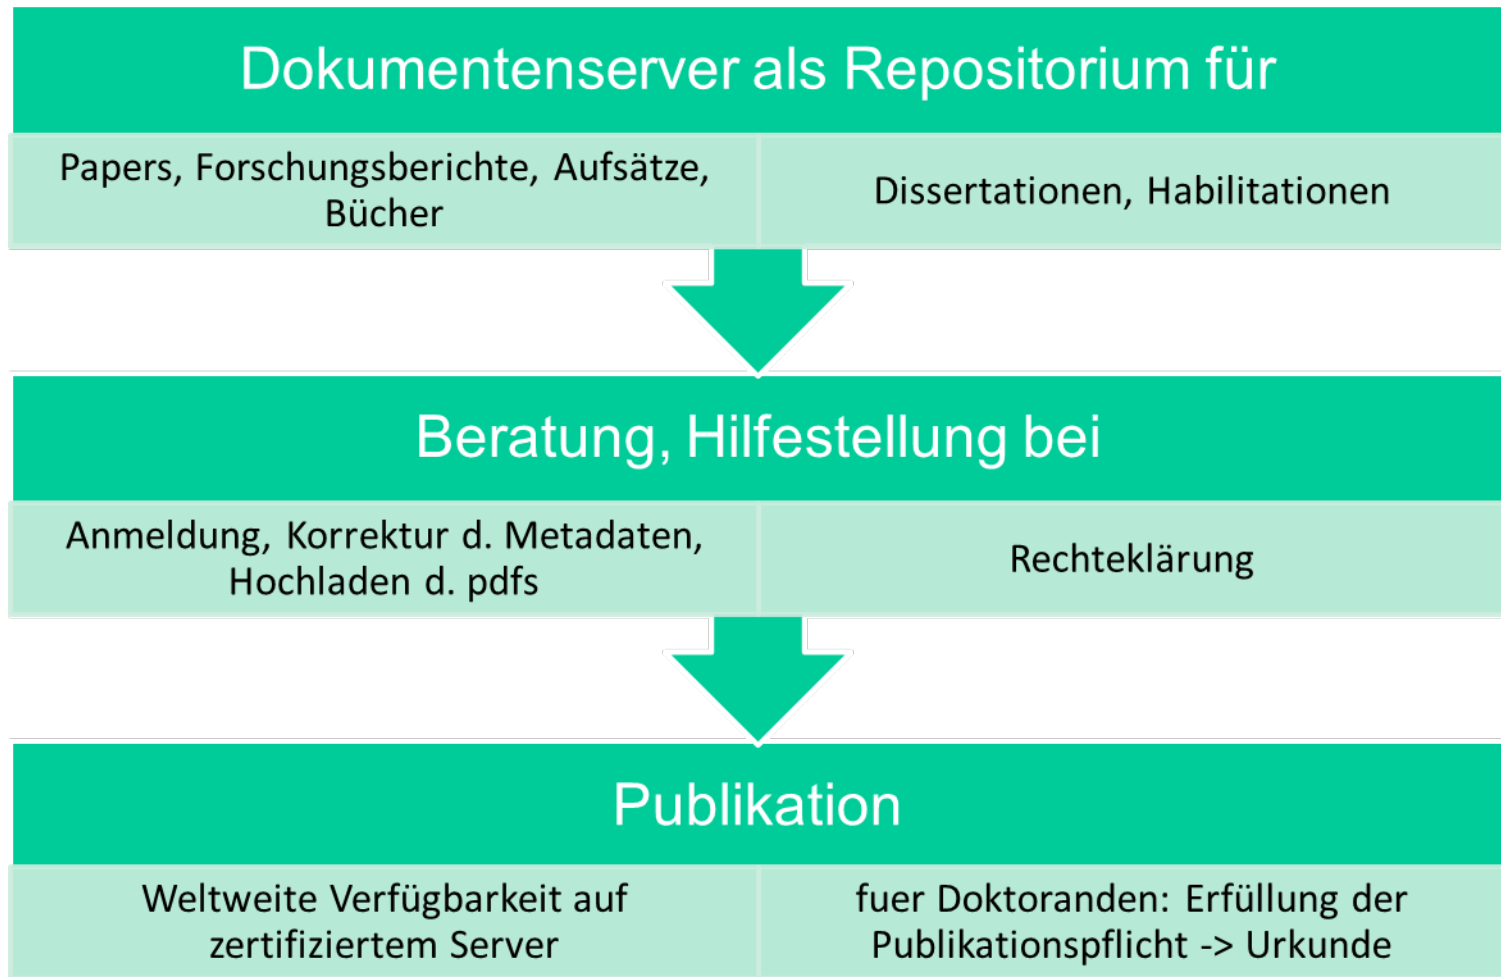 Dokumentenserver als Repositorium für
Papers, Forschungsberichte, Aufsätze,
Bücher
Dissertationen, Habilitationen
Beratung, Hilfestellung bei
Anmeldung, Korrektur d. Metadaten,
Hochladen d. pdfs
Rechteklärung
Publikation
Weltweite Verfügbarkeit auf
zertifiziertem Server
fuer Doktoranden: Erfüllung der
Publikationspflicht -> Urkunde